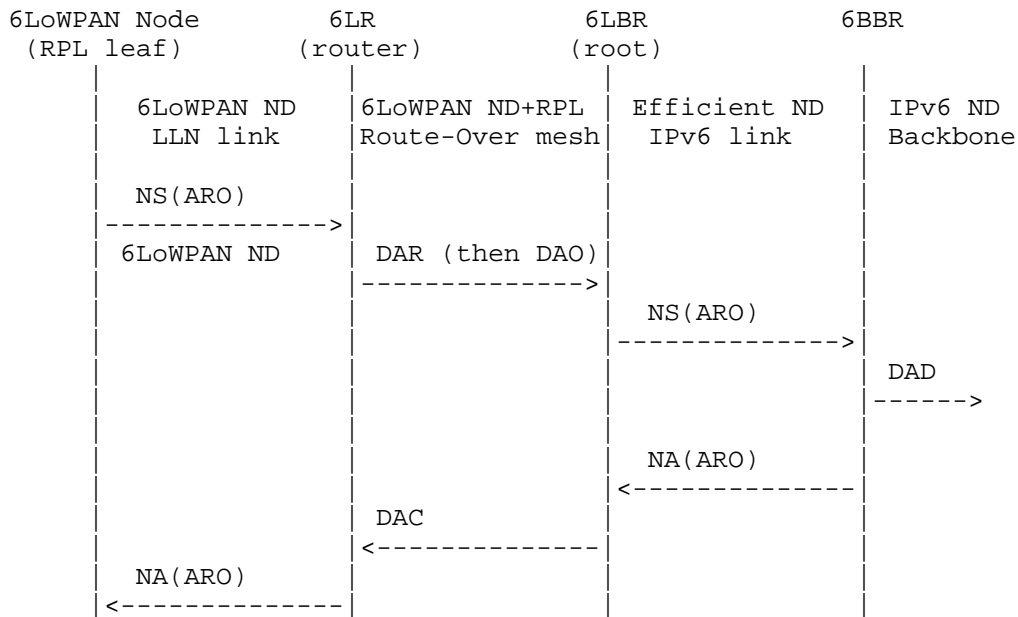 6LoWPAN Node 6LR 6LBR 6BBR
(RPL leaf) (router) (root)
6LoWPAN ND 6LoWPAN ND+RPL Efficient ND IPv6 ND
LLN link Route-Over mesh IPv6 link Backbone
NS(ARO)
6LoWPAN ND DAR (then DAO)
NS(ARO)
DAD
NA(ARO)
DAC
NA(ARO)